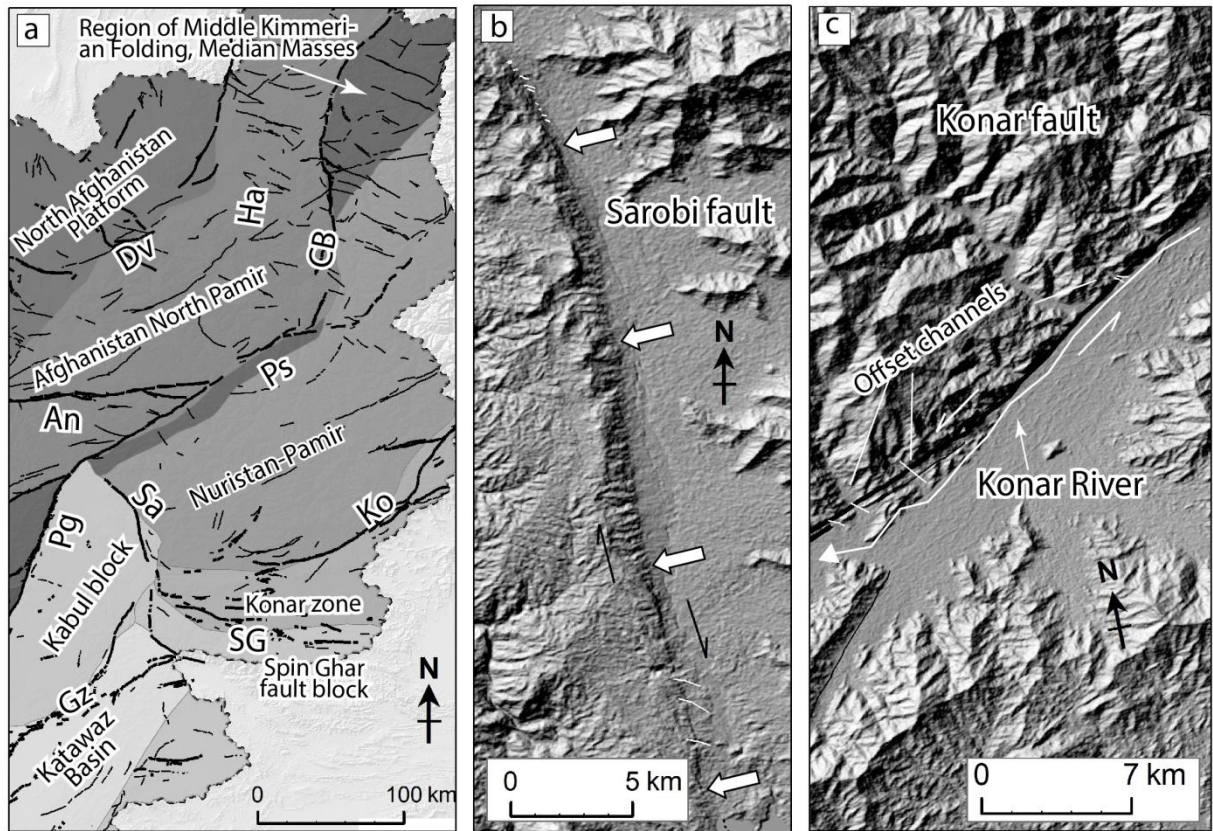 a
Region of Middle Kimmeri-
an Folding, Median Masses
North Afghanistan
Platform
Dv
Ha
CB
Afghanistan North Pamir
An
Ps
Nuristan-Pamir
Pg
Sa
Ko
Kabul block
Konar zone
SG
Spin Ghar
fault block
Gz
Katawaz
Basin
N
0 100 km
b
Sarobi fault
N
0 5 km
c
Konar fault
Offset channels
Konar River
N
0 7 km